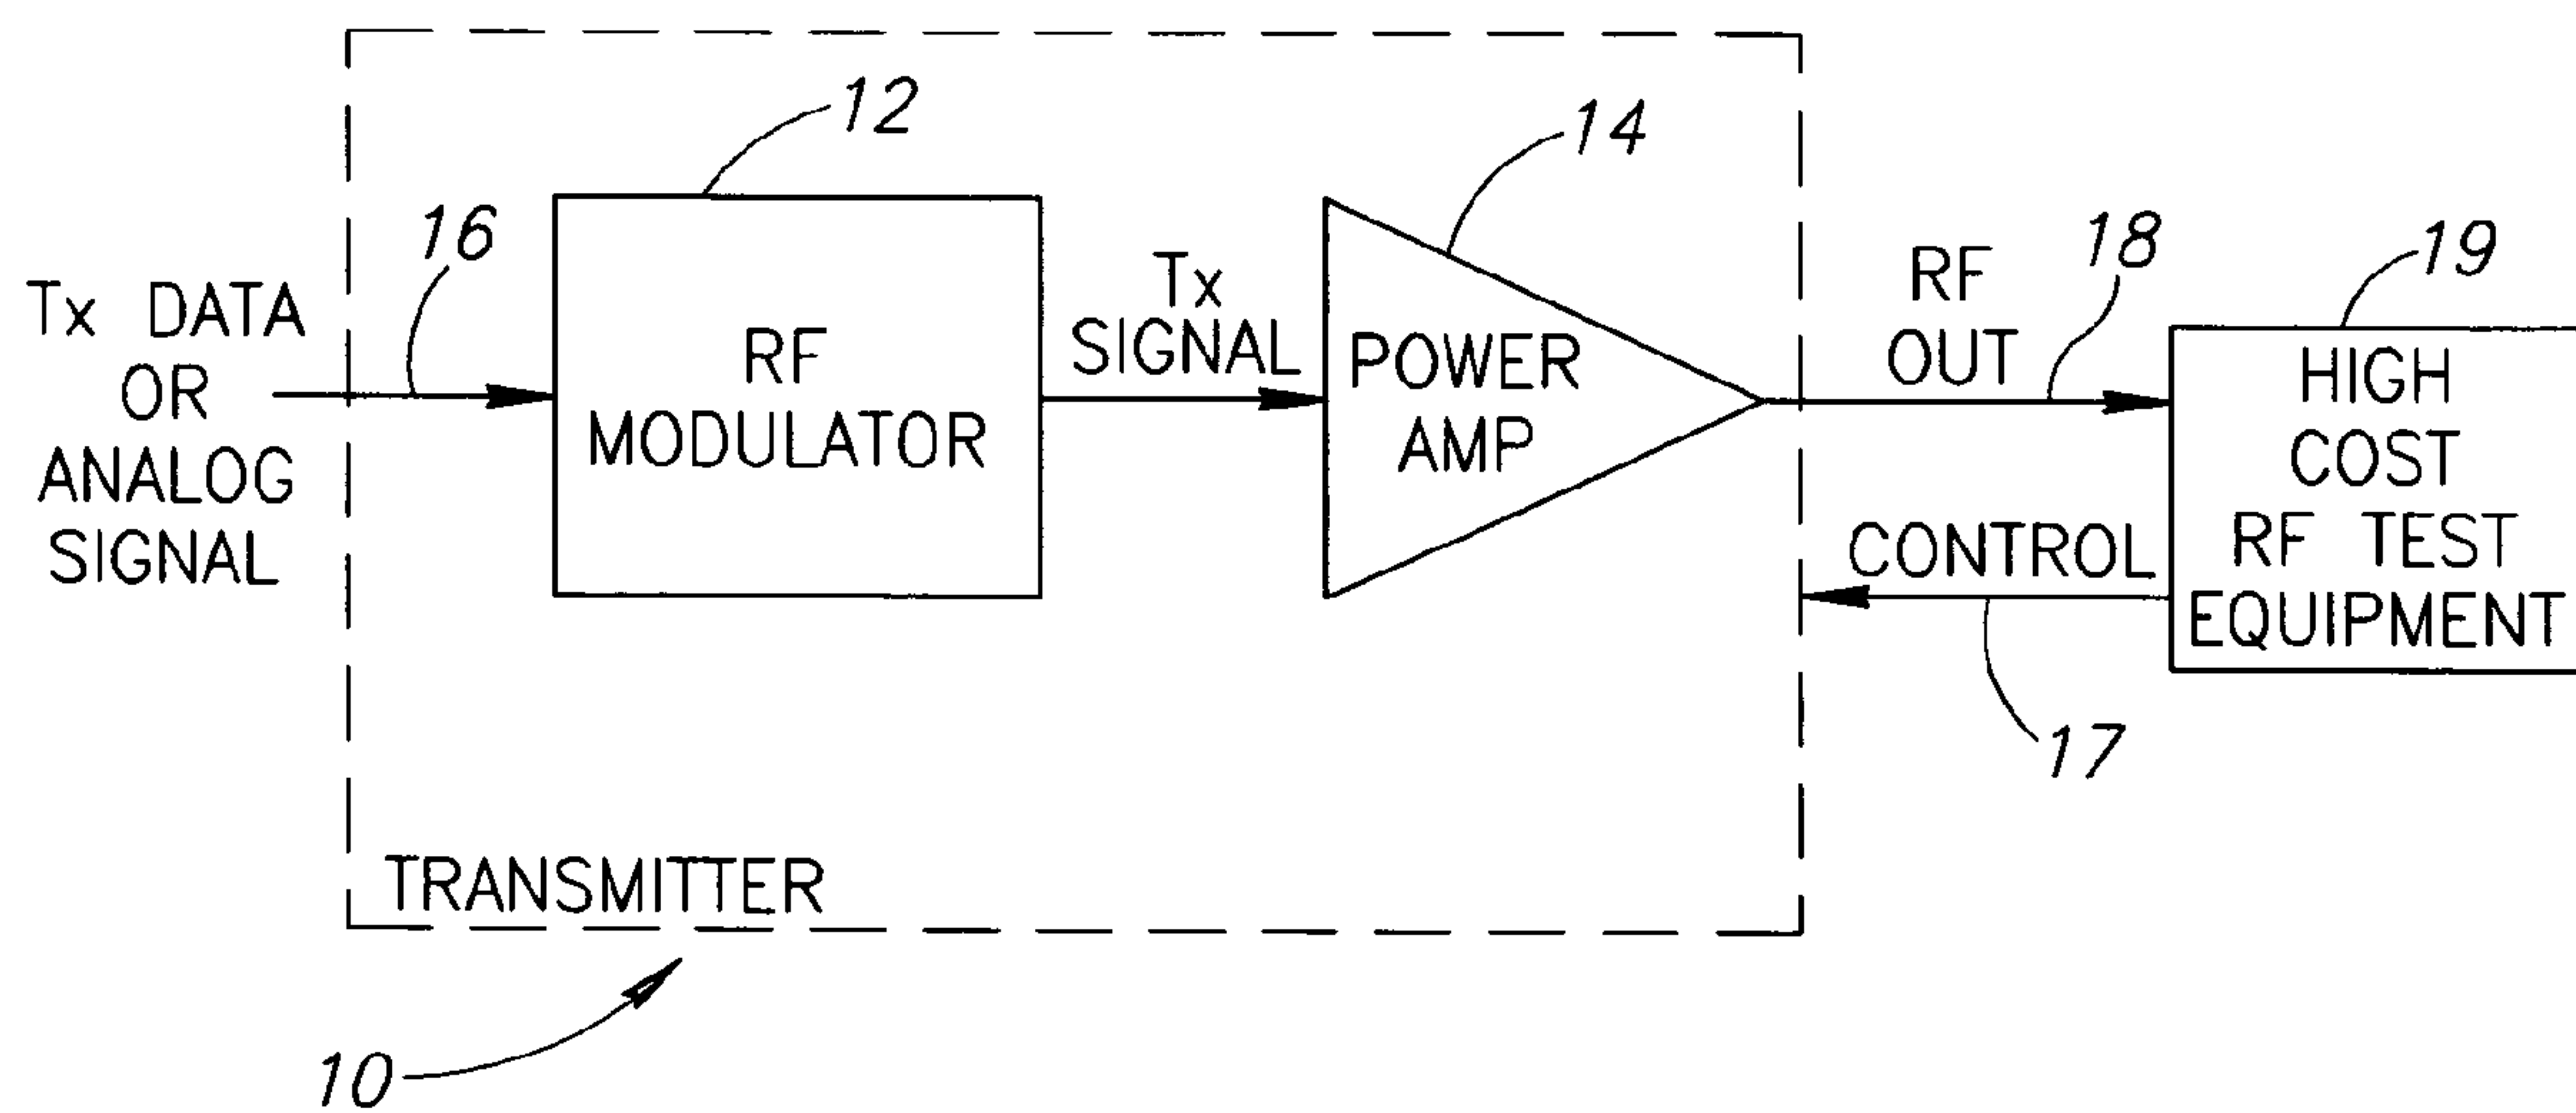 12
14
16
18
19
Tx DATA
OR
ANALOG
SIGNAL
RF
MODULATOR
Tx
SIGNAL
POWER
AMP
RF
OUT
HIGH
COST
RF TEST
EQUIPMENT
CONTROL
17
TRANSMITTER
10